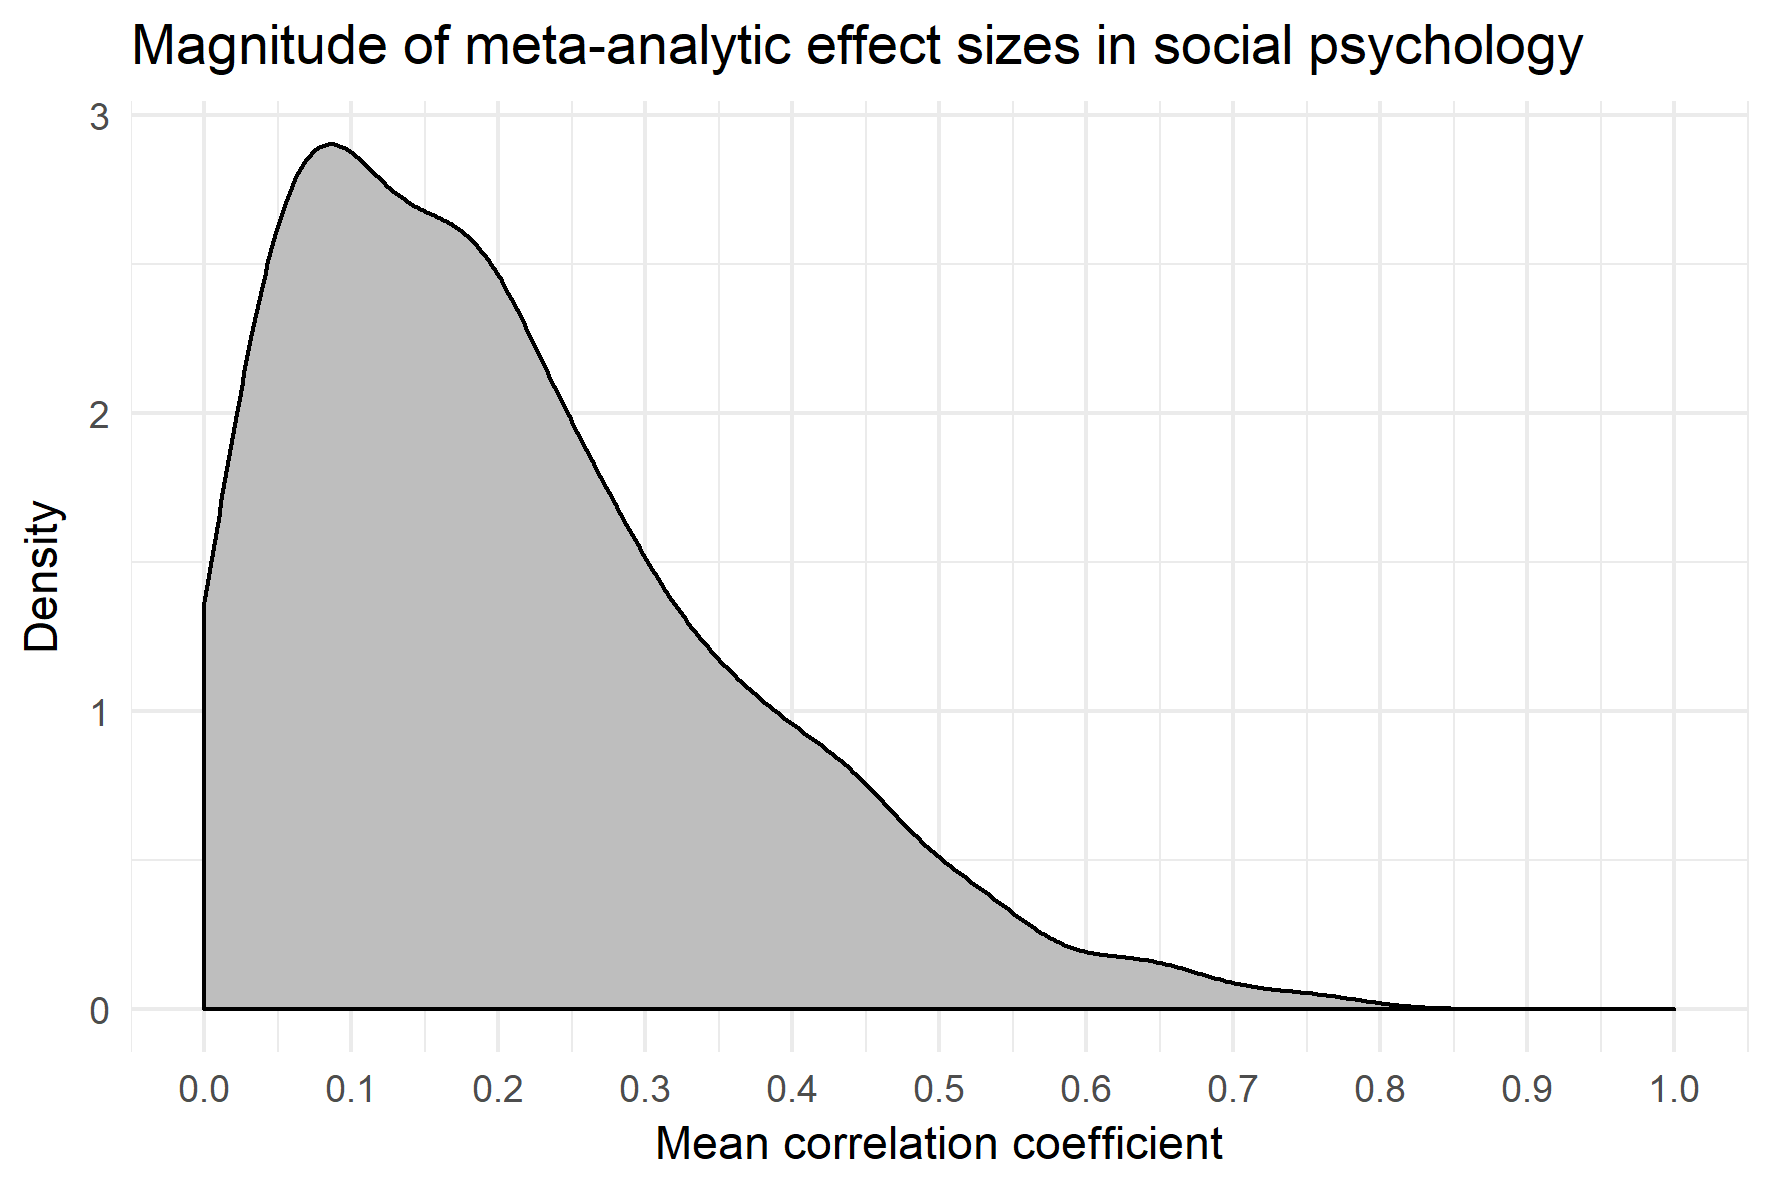 Magnitude of meta-analytic effect sizes in social psychology
3
2
1
0
Density
0.0 0.1 0.2 0.3 0.4 0.5 0.6 0.7 0.8 0.9 1.0
Mean correlation coefficient